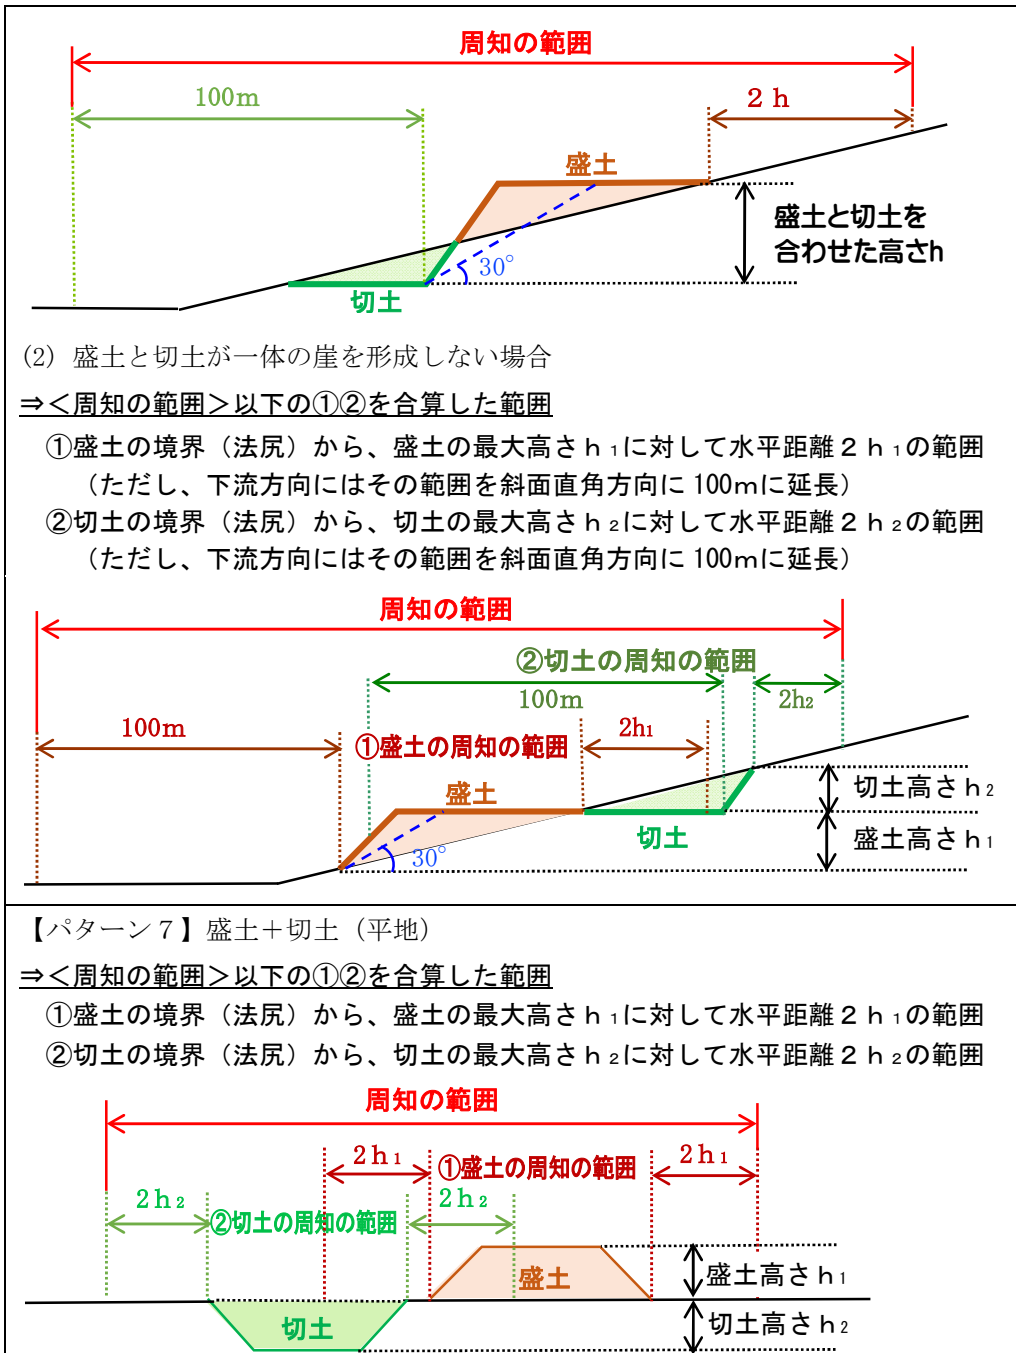 周知の範囲
100m
２ｈ
盛土
盛土と切土を
合わせた高さh
30°
切土
(2) 盛土と切土が一体の崖を形成しない場合
⇒＜周知の範囲＞以下の①②を合算した範囲
①盛土の境界（法尻）から、盛土の最大高さｈ₁に対して水平距離２ｈ₁の範囲
（ただし、下流方向にはその範囲を斜面直角方向に 100ｍに延長）
②切土の境界（法尻）から、切土の最大高さｈ₂に対して水平距離２ｈ₂の範囲
（ただし、下流方向にはその範囲を斜面直角方向に 100ｍに延長）
周知の範囲
②切土の周知の範囲
100m
2h₂
100m
①盛土の周知の範囲
2h₁
盛土
切土高さｈ₂
切土
盛土高さｈ₁
30°
【パターン７】盛土＋切土（平地）
⇒＜周知の範囲＞以下の①②を合算した範囲
①盛土の境界（法尻）から、盛土の最大高さｈ₁に対して水平距離２ｈ₁の範囲
②切土の境界（法尻）から、切土の最大高さｈ₂に対して水平距離２ｈ₂の範囲
周知の範囲
2ｈ₁
①盛土の周知の範囲
2ｈ₁
2ｈ₂
②切土の周知の範囲
2ｈ₂
盛土
盛土高さｈ₁
切土
切土高さｈ₂